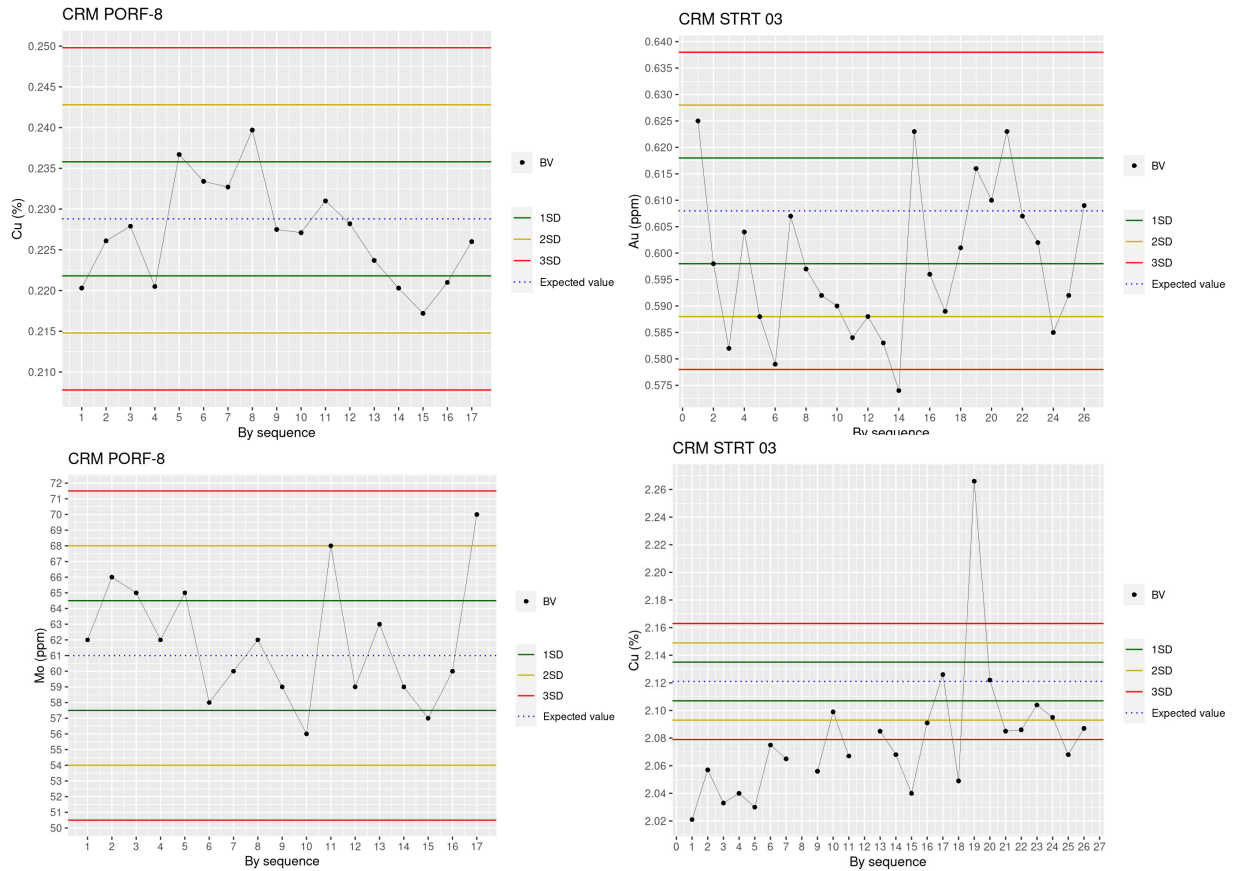 CRM PORF-8
0.250
0.245
0.240
0.235
0.230
0.225
0.220
0.215
0.210
Cu (%)
1 2 3 4 5 6 7 8 9 10 11 12 13 14 15 16 17
By sequence
BV
1SD
2SD
3SD
Expected value
CRM STRT 03
0.640
0.635
0.630
0.625
0.620
0.615
0.610
0.605
0.600
0.595
0.590
0.585
0.580
0.575
Au (ppm)
0 2 4 6 8 10 12 14 16 18 20 22 24 26
By sequence
BV
1SD
2SD
3SD
Expected value
CRM PORF-8
72
71
70
69
68
67
66
65
64
63
62
61
60
59
58
57
56
55
54
53
52
51
50
Mo (ppm)
1 2 3 4 5 6 7 8 9 10 11 12 13 14 15 16 17
By sequence
BV
1SD
2SD
3SD
Expected value
CRM STRT 03
2.26
2.24
2.22
2.20
2.18
2.16
2.14
2.12
2.10
2.08
2.06
2.04
2.02
Cu (%)
0 1 2 3 4 5 6 7 8 9 10 11 12 13 14 15 16 17 18 19 20 21 22 23 24 25 26 27
By sequence
BV
1SD
2SD
3SD
Expected value